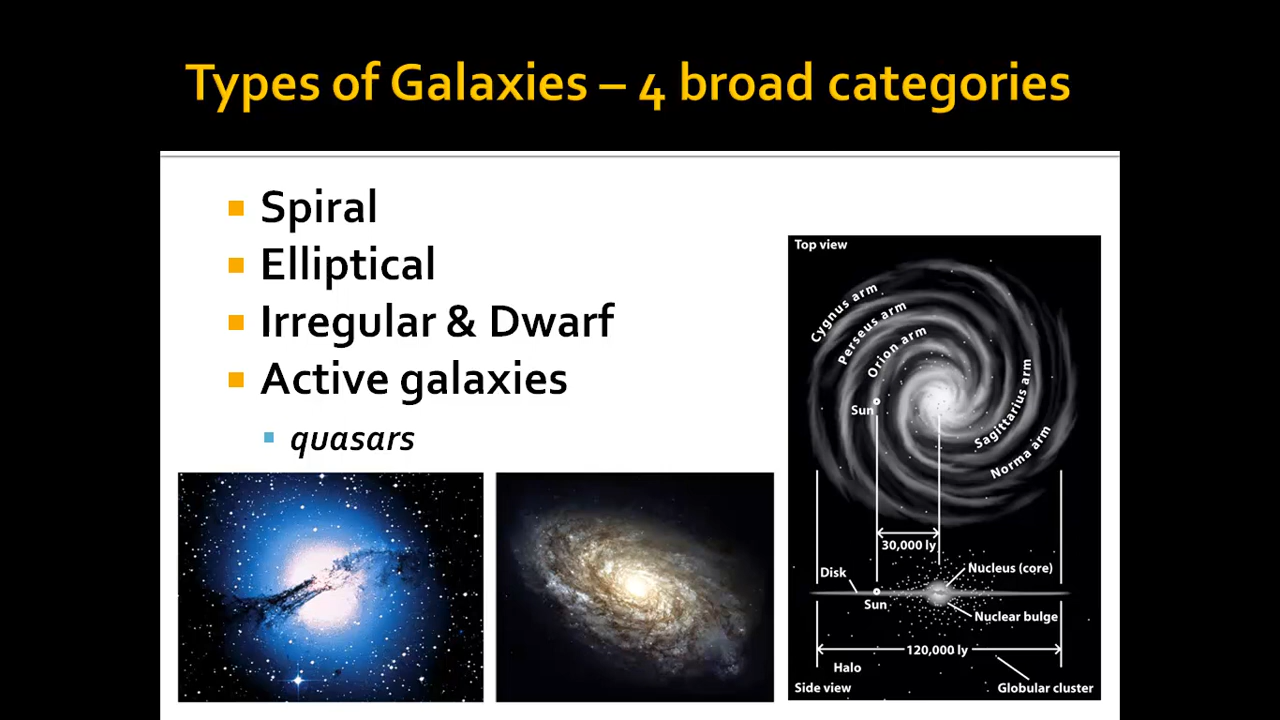 Types of Galaxies – 4 broad categories
Spiral
Elliptical
Irregular & Dwarf
Active galaxies
quasars
Top view
Cygnus arm
Perseus arm
Orion arm
Sun
Sagittarius arm
Norma arm
30,000 ly
Disk
Nucleus (core)
Sun
Nuclear bulge
120,000 ly
Halo
Side view
Globular cluster